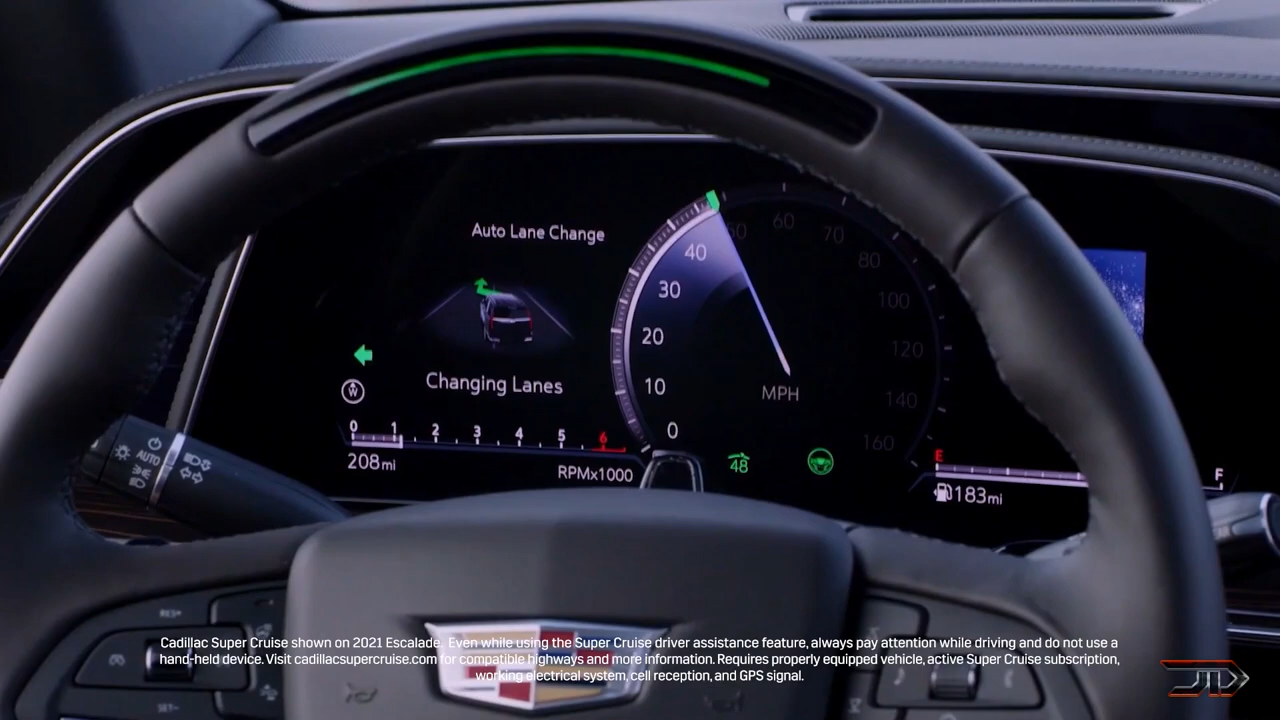 Auto Lane Change
Changing Lanes
0 1 2 3 4 5 6
208mi
RPMx1000
0
10
20
30
40
50
60
70
80
100
120
140
160
MPH
48
E
F
183mi
AUTO
RES+
SET-
Cadillac Super Cruise shown on 2021 Escalade. Even while using the Super Cruise driver assistance feature, always pay attention while driving and do not use a
hand-held device. Visit cadillacsupercruise.com for compatible highways and more information. Requires properly equipped vehicle, active Super Cruise subscription,
working electrical system, cell reception, and GPS signal.